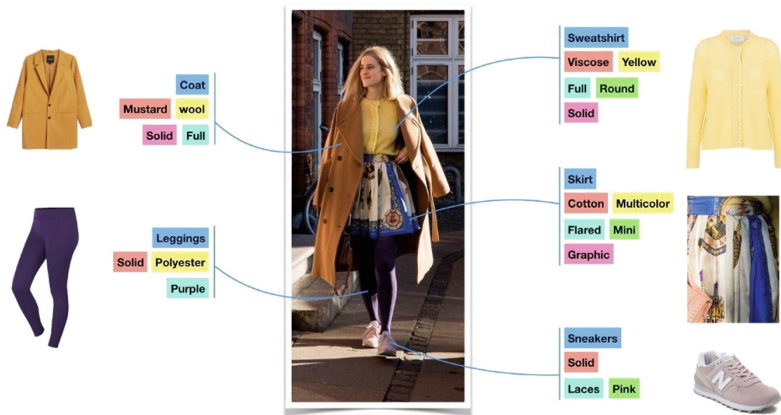 Coat
Mustard wool
Solid Full
Leggings
Solid Polyester
Purple
Sweatshirt
Viscose Yellow
Full Round
Solid
Skirt
Cotton Multicolor
Flared Mini
Graphic
Sneakers
Solid
Laces Pink
N